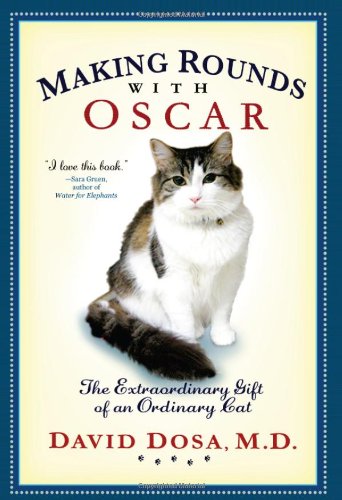 MAKING ROUNDS
WITH
OSCAR
"I love this book."
—Sara Green,
author of
Water for Elephants
The Extraordinary Gift
of an Ordinary Cat
DAVID DOSA, M.D.